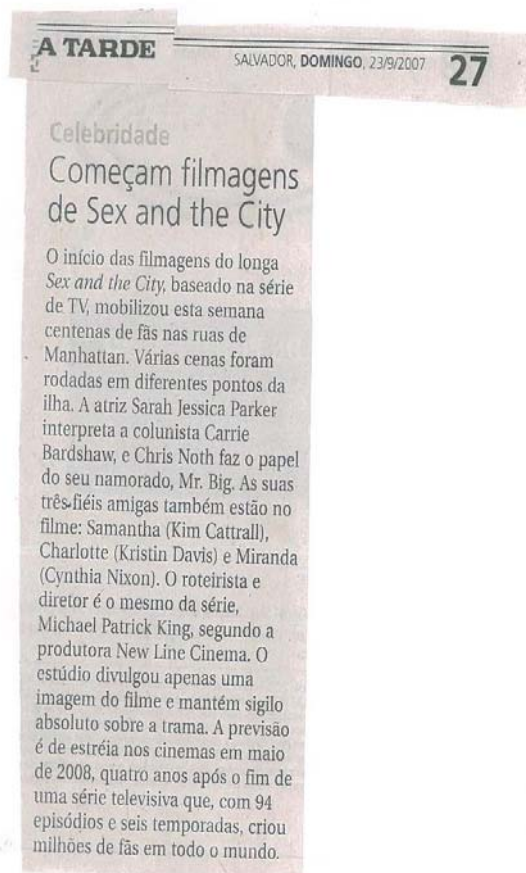 A TARDE
SALVADOR, DOMINGO, 23/9/2007 27
Celebridade
Começam filmagens
de Sex and the City
O início das filmagens do longa
Sex and the City, baseado na série
de TV, mobilizou esta semana
centenas de fãs nas ruas de
Manhattan. Várias cenas foram
rodadas em diferentes pontos da
ilha. A atriz Sarah Jessica Parker
interpreta a colunista Carrie
Bardshaw, e Chris Noth faz o papel
do seu namorado, Mr. Big. As suas
três fiéis amigas também estão no
filme: Samantha (Kim Cattrall),
Charlotte (Kristin Davis) e Miranda
(Cynthia Nixon). O roteirista e
diretor é o mesmo da série,
Michael Patrick King, segundo a
produtora New Line Cinema. O
estúdio divulgou apenas uma
imagem do filme e mantém sigilo
absoluto sobre a trama. A previsão
é de estréia nos cinemas em maio
de 2008, quatro anos após o fim de
uma série televisiva que, com 94
episódios e seis temporadas, criou
milhões de fãs em todo o mundo.